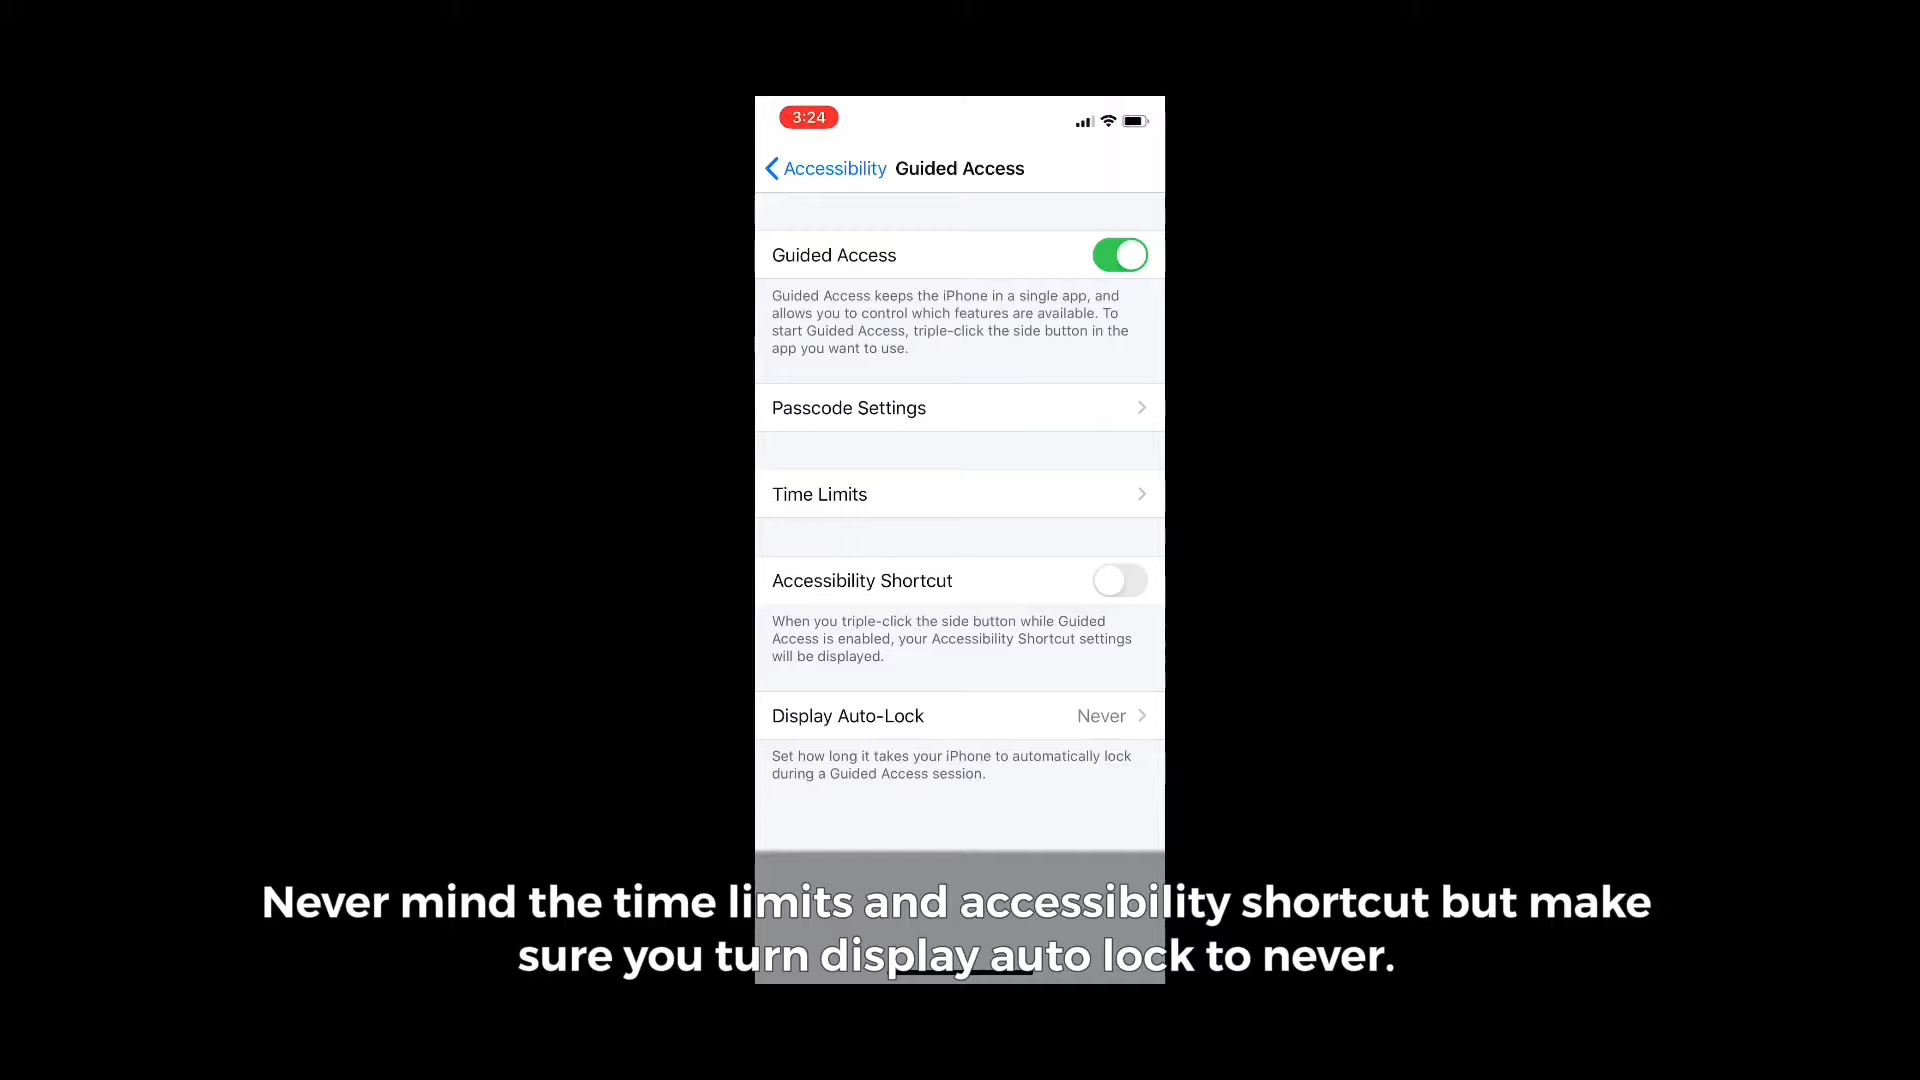 3:24
Accessibility Guided Access
Guided Access
Guided Access keeps the iPhone in a single app, and
allows you to control which features are available. To
start Guided Access, triple-click the side button in the
app you want to use.
Passcode Settings
Time Limits
Accessibility Shortcut
When you triple-click the side button while Guided
Access is enabled, your Accessibility Shortcut settings
will be displayed.
Display Auto-Lock Never
Set how long it takes your iPhone to automatically lock
during a Guided Access session.
Never mind the time limits and accessibility shortcut but make
sure you turn display auto lock to never.